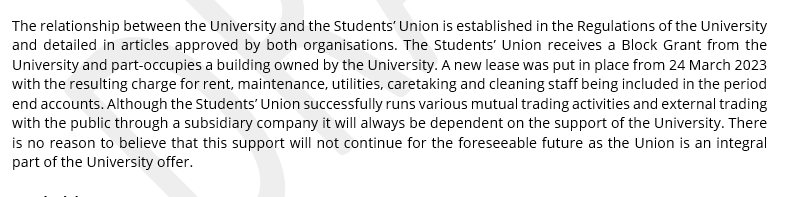 The relationship between the University and the Students’ Union is established in the Regulations of the University
and detailed in articles approved by both organisations. The Students’ Union receives a Block Grant from the
University and part-occupies a building owned by the University. A new lease was put in place from 24 March 2023
with the resulting charge for rent, maintenance, utilities, caretaking and cleaning staff being included in the period
end accounts. Although the Students’ Union successfully runs various mutual trading activities and external trading
with the public through a subsidiary company it will always be dependent on the support of the University. There
is no reason to believe that this support will not continue for the foreseeable future as the Union is an integral
part of the University offer.